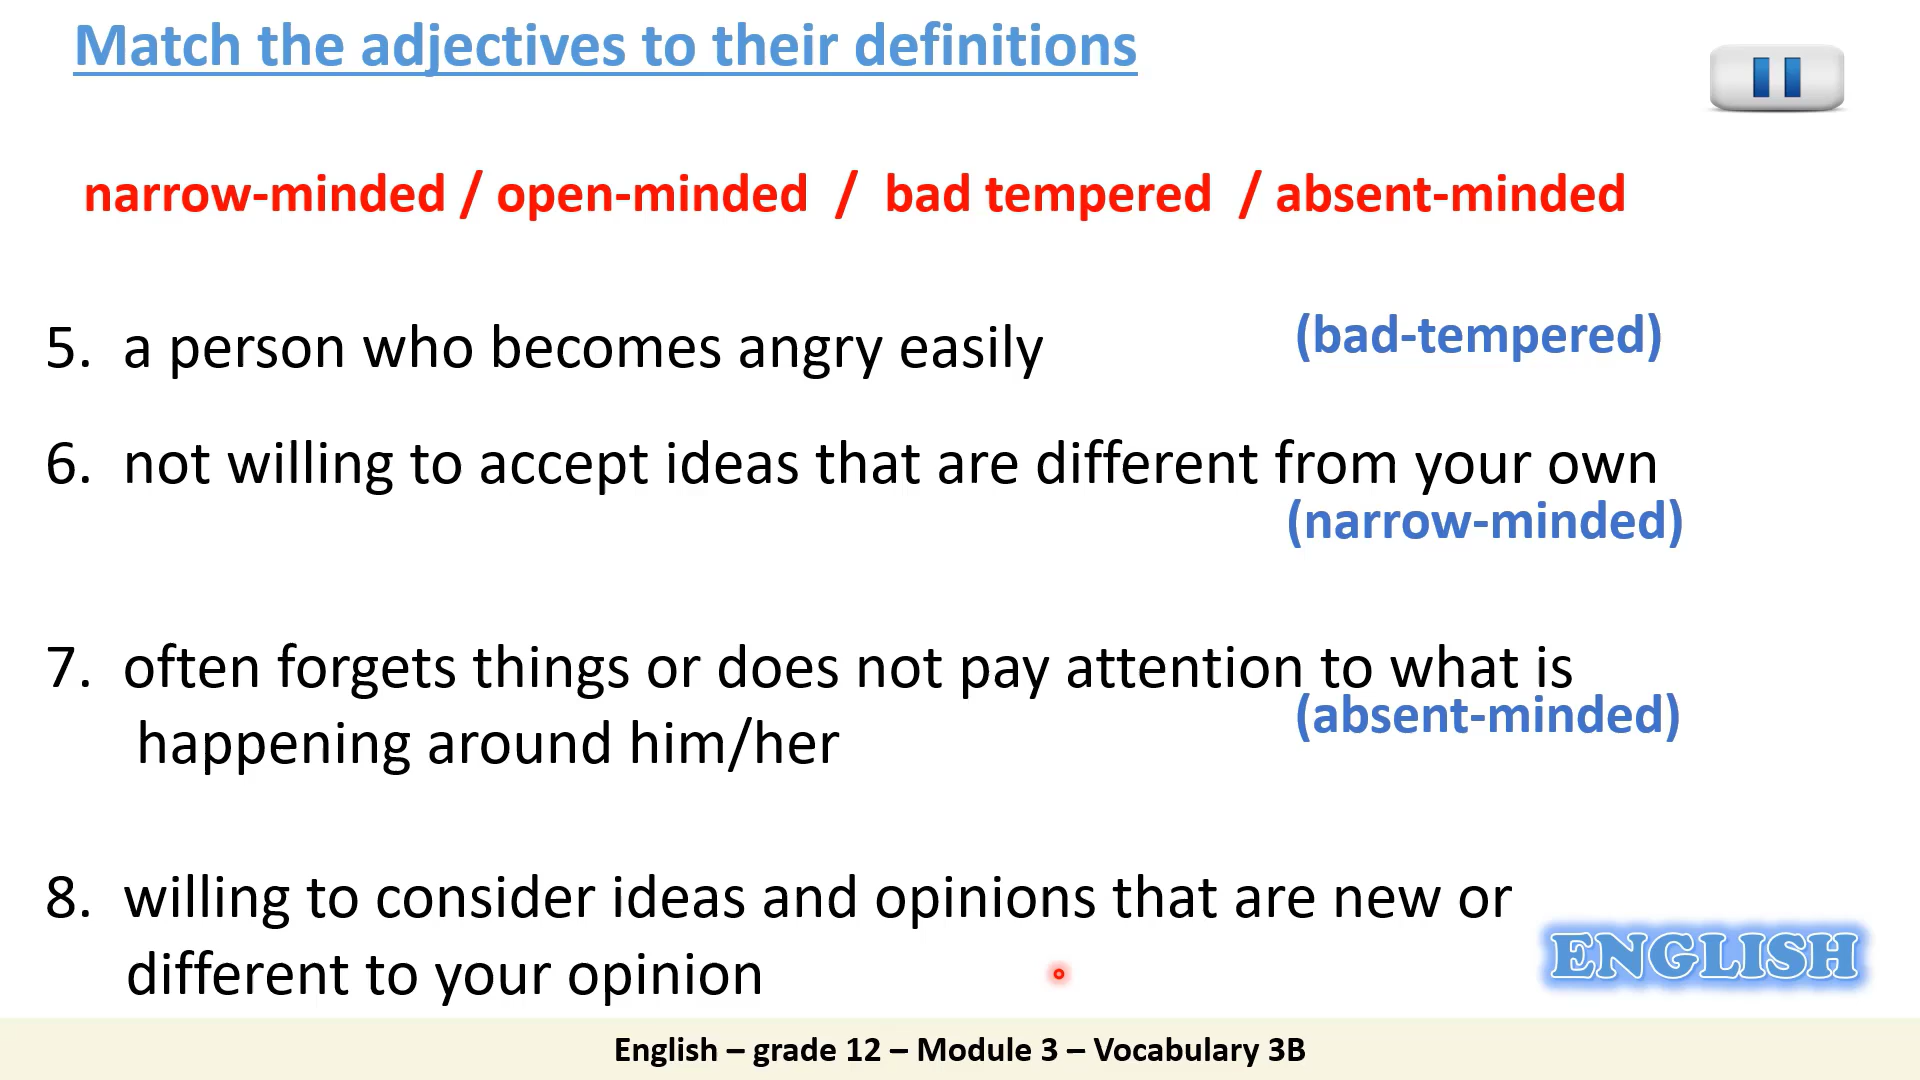 Match the adjectives to their definitions
narrow-minded / open-minded / bad tempered / absent-minded
5. a person who becomes angry easily
(bad-tempered)
6. not willing to accept ideas that are different from your own
(narrow-minded)
7. often forgets things or does not pay attention to what is
(absent-minded)
happening around him/her
8. willing to consider ideas and opinions that are new or
different to your opinion
ENGLISH
English – grade 12 – Module 3 – Vocabulary 3B